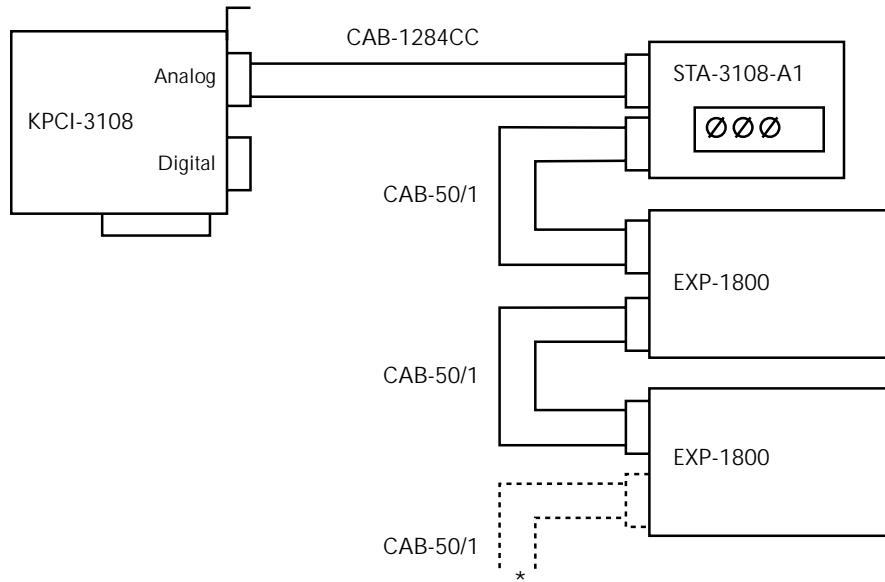 CAB-1284CC
Analog
STA-3108-A1
KPCI-3108
Digital
CAB-50/1
EXP-1800
CAB-50/1
EXP-1800
CAB-50/1
*